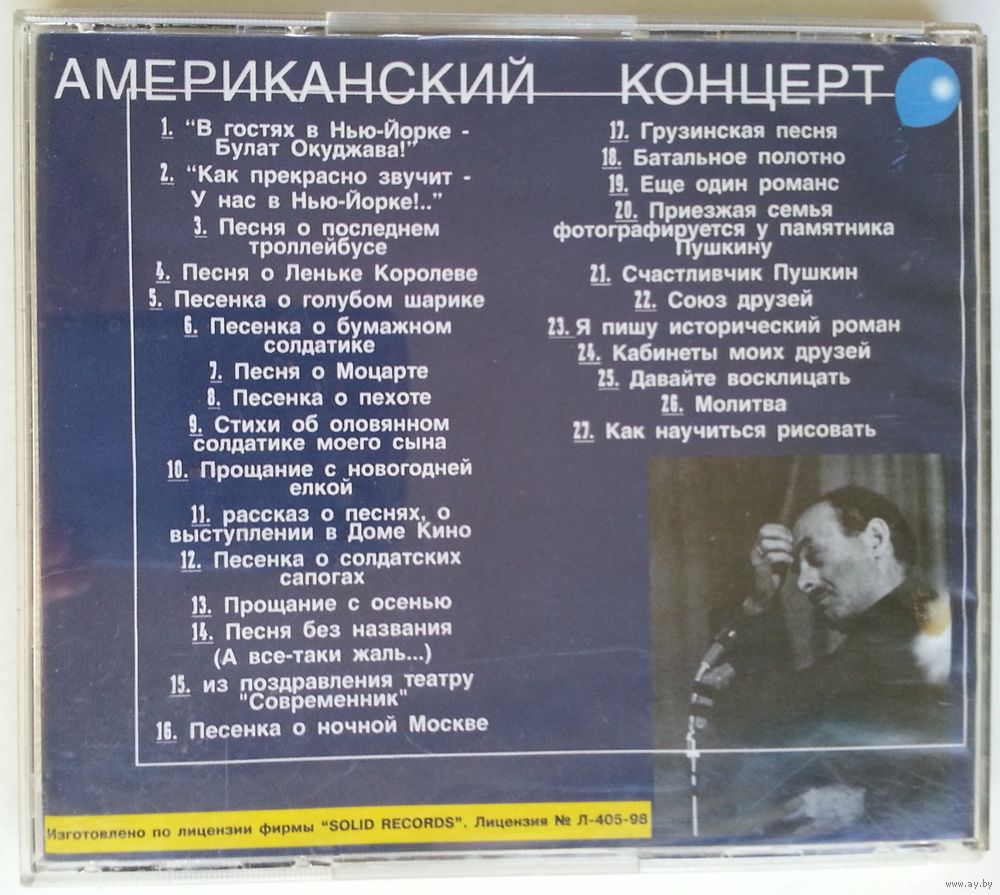 АМЕРИКАНСКИЙ КОНЦЕРТ
1. "В гостях в Нью-Йорке -
Булат Окуджава!"
2. "Как прекрасно звучит -
У нас в Нью-Йорке!.."
3. Песня о последнем
троллейбусе
4. Песня о Леньке Королеве
5. Песенка о голубом шарике
6. Песенка о бумажном
солдатике
7. Песня о Моцарте
8. Песенка о пехоте
9. Стихи об оловянном
солдатике моего сына
10. Прощание с новогодней
елкой
11. рассказ о песнях, о
выступлении в Доме Кино
12. Песенка о солдатских
сапогах
13. Прощание с осенью
14. Песня без названия
(А все-таки жаль...)
15. из поздравления театру
"Современник"
16. Песенка о ночной Москве
17. Грузинская песня
18. Батальное полотно
19. Еще один романс
20. Приезжая семья
фотографируется у памятника
Пушкину
21. Счастливчик Пушкин
22. Союз друзей
23. Я пишу исторический роман
24. Кабинеты моих друзей
25. Давайте восклицать
26. Молитва
27. Как научиться рисовать
Изготовлено по лицензии фирмы "SOLID RECORDS". Лицензия № Л-405-98
www.ay.by